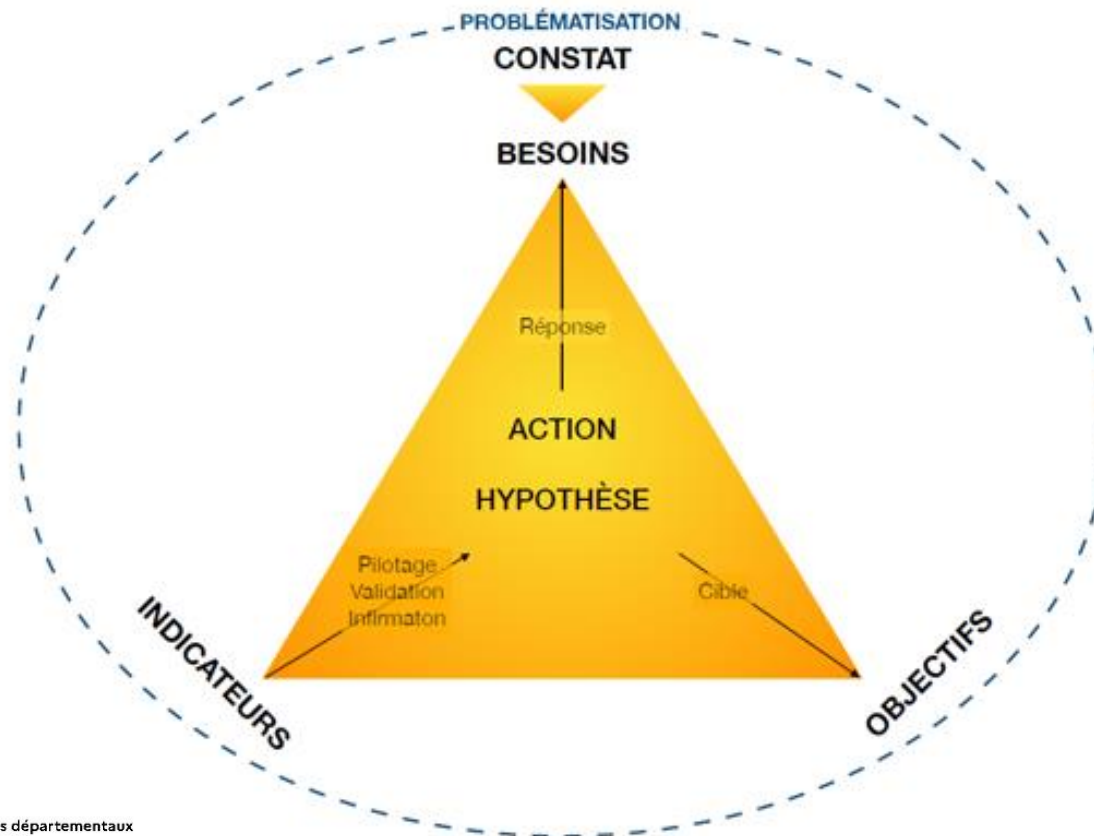 PROBLÉMATISATION
CONSTAT
BESOINS
Réponse
ACTION
HYPOTHÈSE
Pilotage
Validation
Infirmaton
Cible
INDICATEURS
OBJECTIFS
s départementaux